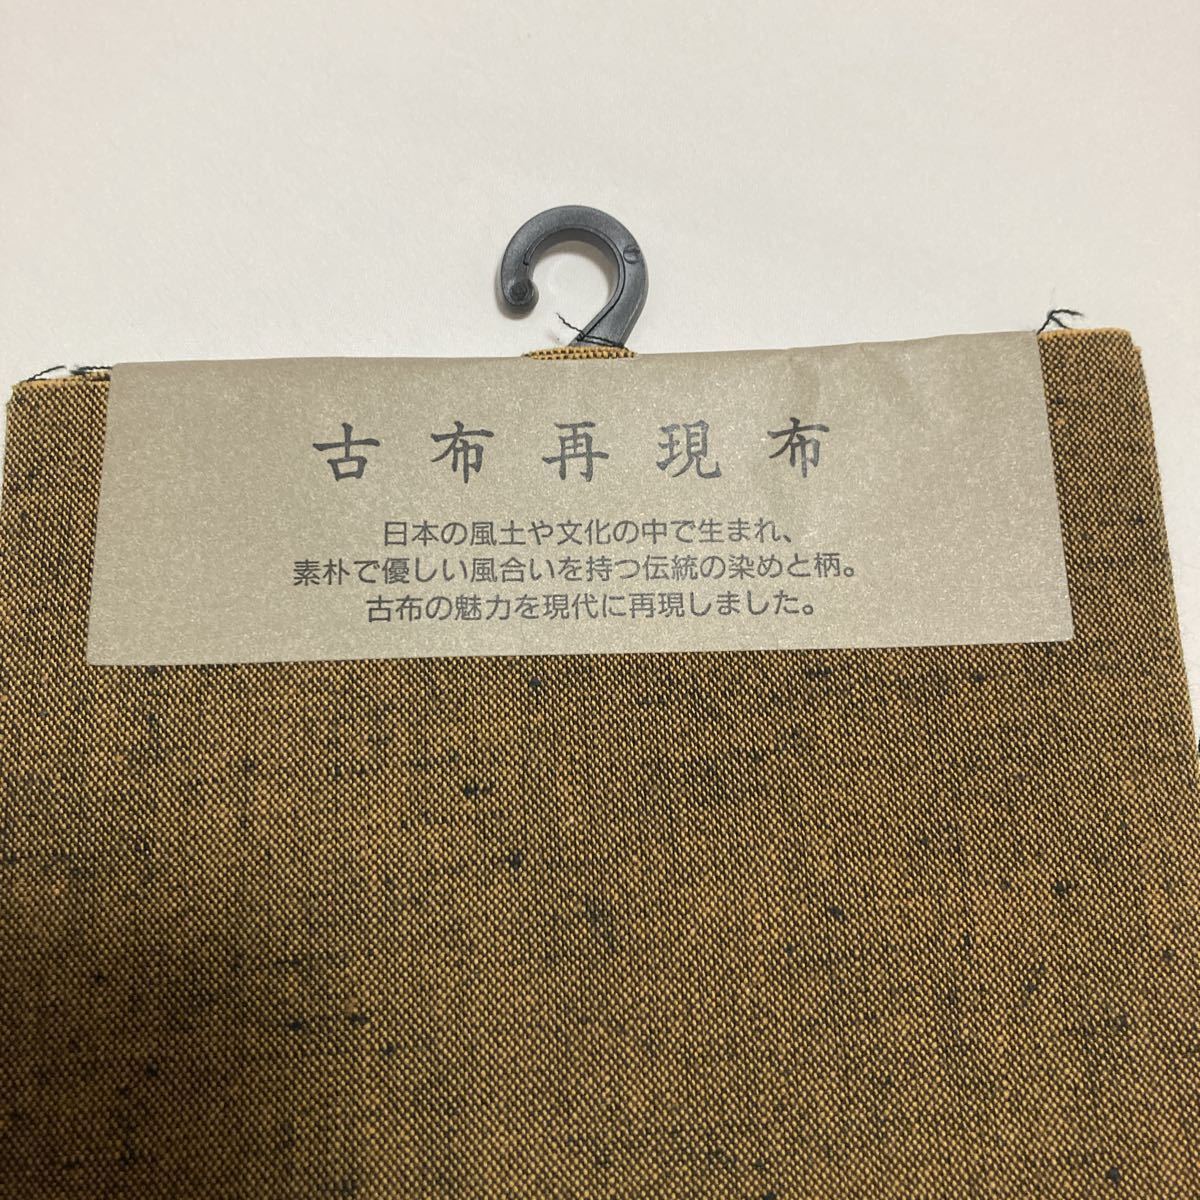 古布再現布
日本の風土や文化の中で生まれ、
素朴で優しい風合いを持つ伝統の染めと柄。
古布の魅力を現代に再現しました。